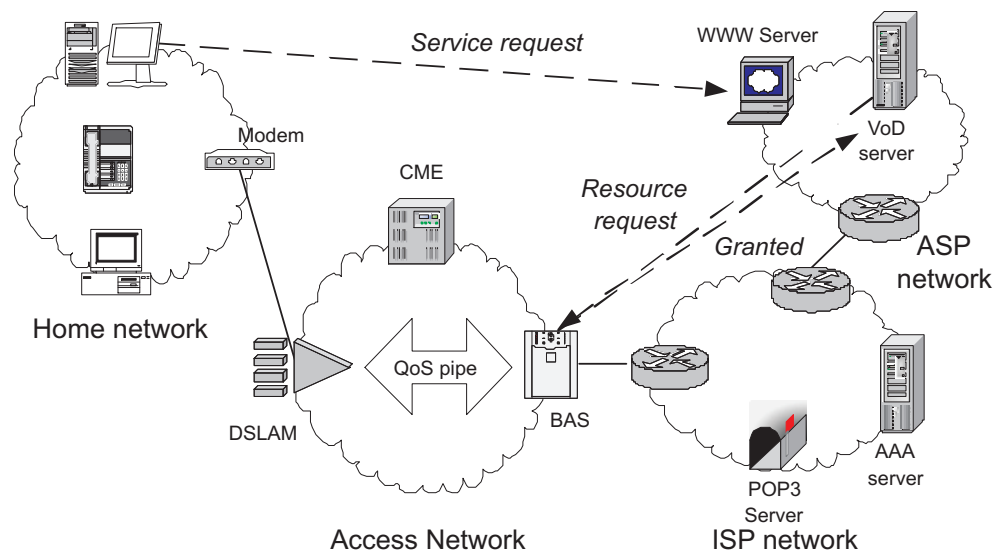 Service request
WWW Server
VoD
server
Modem
CME
Resource
request
Granted
ASP
network
Home network
QoS pipe
DSLAM
BAS
AAA
server
POP3
Server
Access Network
ISP network